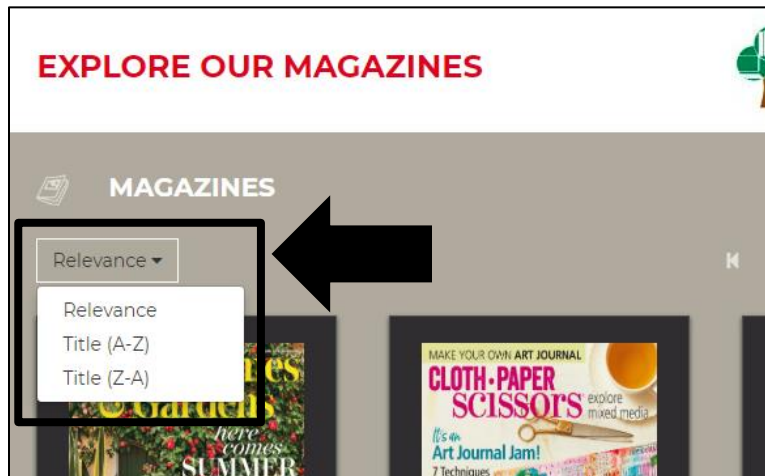 EXPLORE OUR MAGAZINES
MAGAZINES
Relevance
Relevance
Title (A-Z)
Title (Z-A)
Gardens
here
comes
SUMMER
MAKE YOUR OWN ART JOURNAL
CLOTH•PAPER
SCISSORS
explore
mixed media
It's an
Art Journal Jam!
7 Techniques